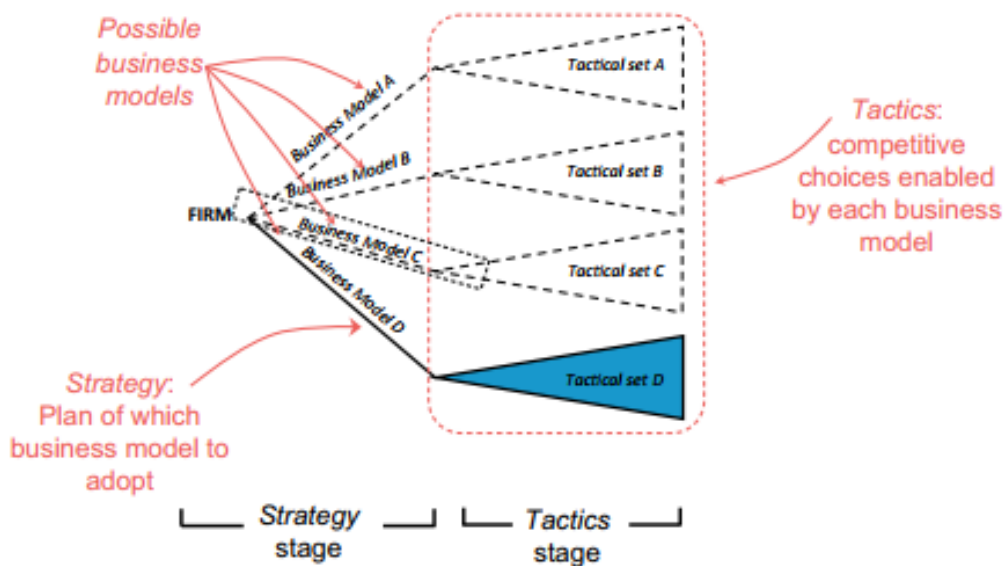 Possible
business
models
Business Model A
Tactical set A
Tactics:
competitive
choices enabled
by each business
model
Business Model B
Tactical set B
FIRM
Business Model C
Tactical set C
Business Model D
Tactical set D
Strategy:
Plan of which
business model to
adopt
Strategy
stage
Tactics
stage